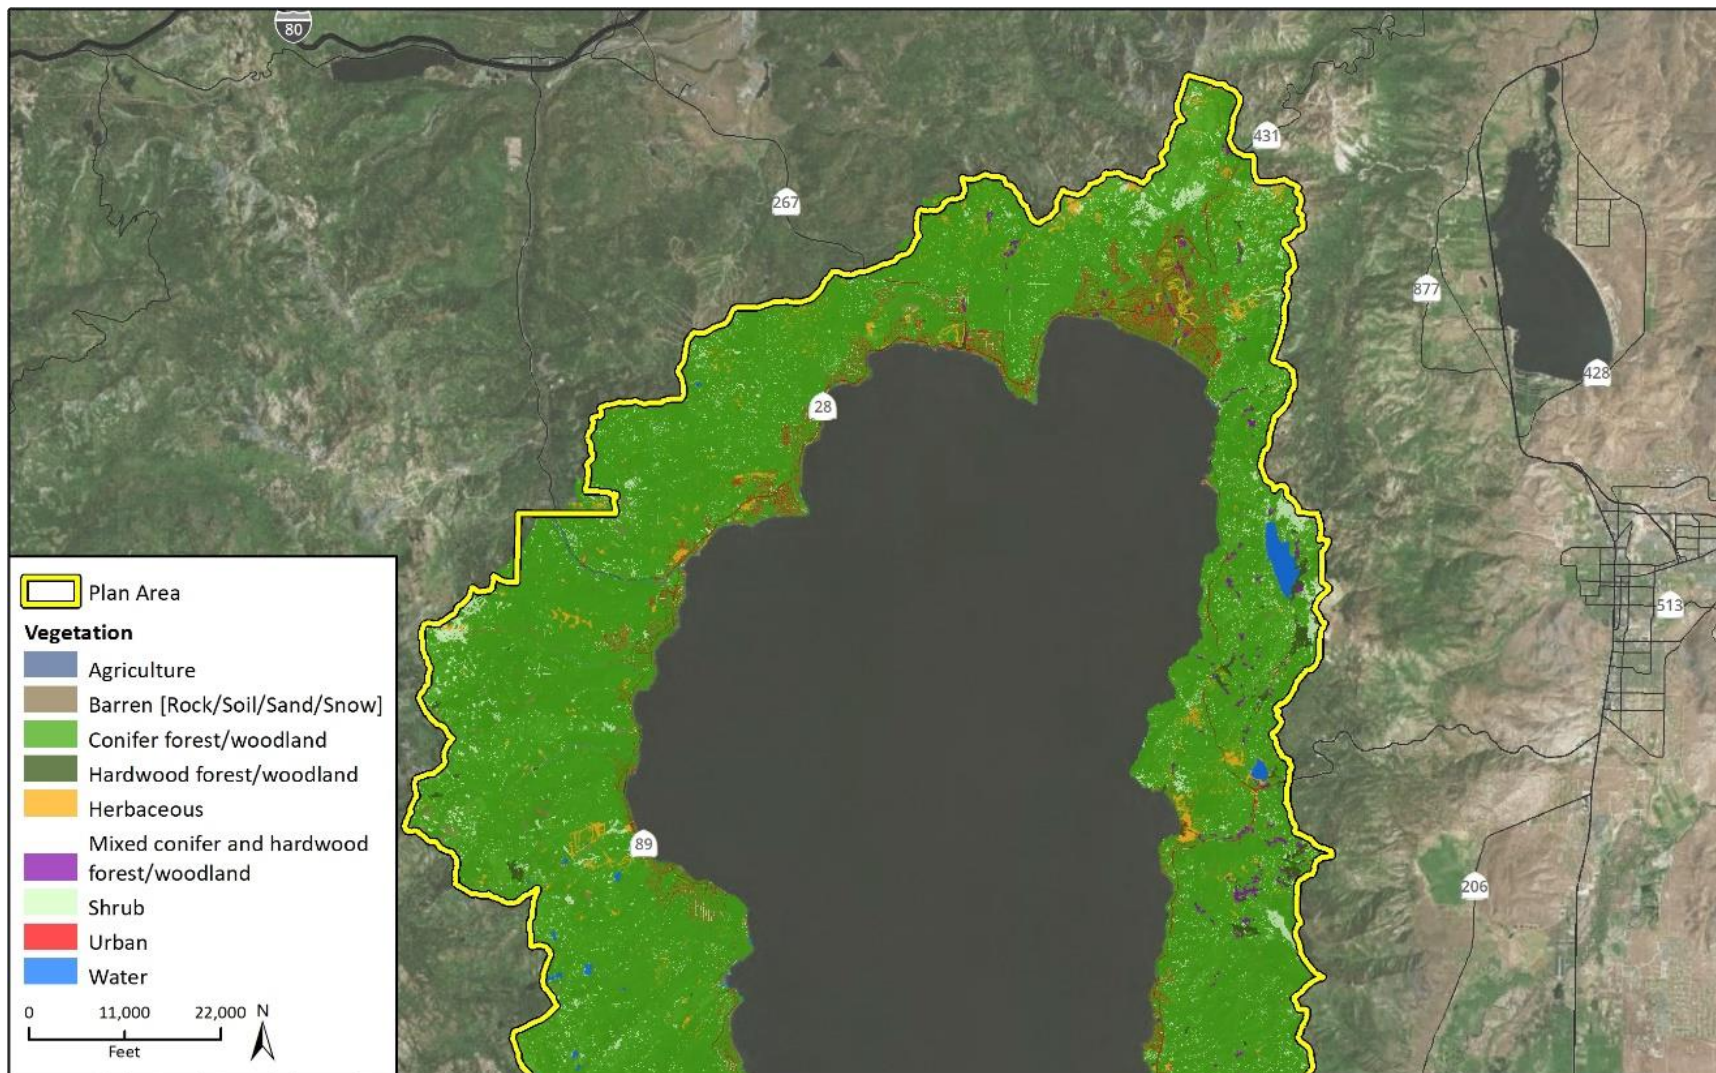 80
431
267
877
428
28
513
89
206
Plan Area
Vegetation
Agriculture
Barren [Rock/Soil/Sand/Snow]
Conifer forest/woodland
Hardwood forest/woodland
Herbaceous
Mixed conifer and hardwood
forest/woodland
Shrub
Urban
Water
0 11,000 22,000 N
Feet